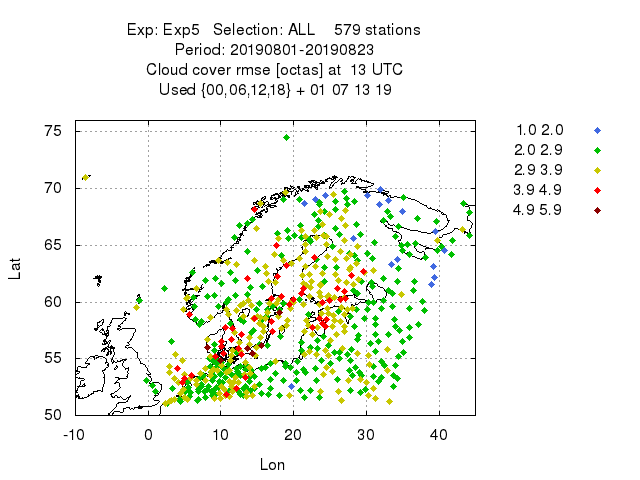 Exp: Exp5   Selection: ALL    579 stations
Period: 20190801-20190823
Cloud cover rmse [octas] at  13 UTC
Used {00,06,12,18} + 01 07 13 19
1.0 2.0
2.0 2.9
2.9 3.9
3.9 4.9
4.9 5.9
75
70
65
60
55
50
Lat
-10 0 10 20 30 40
Lon